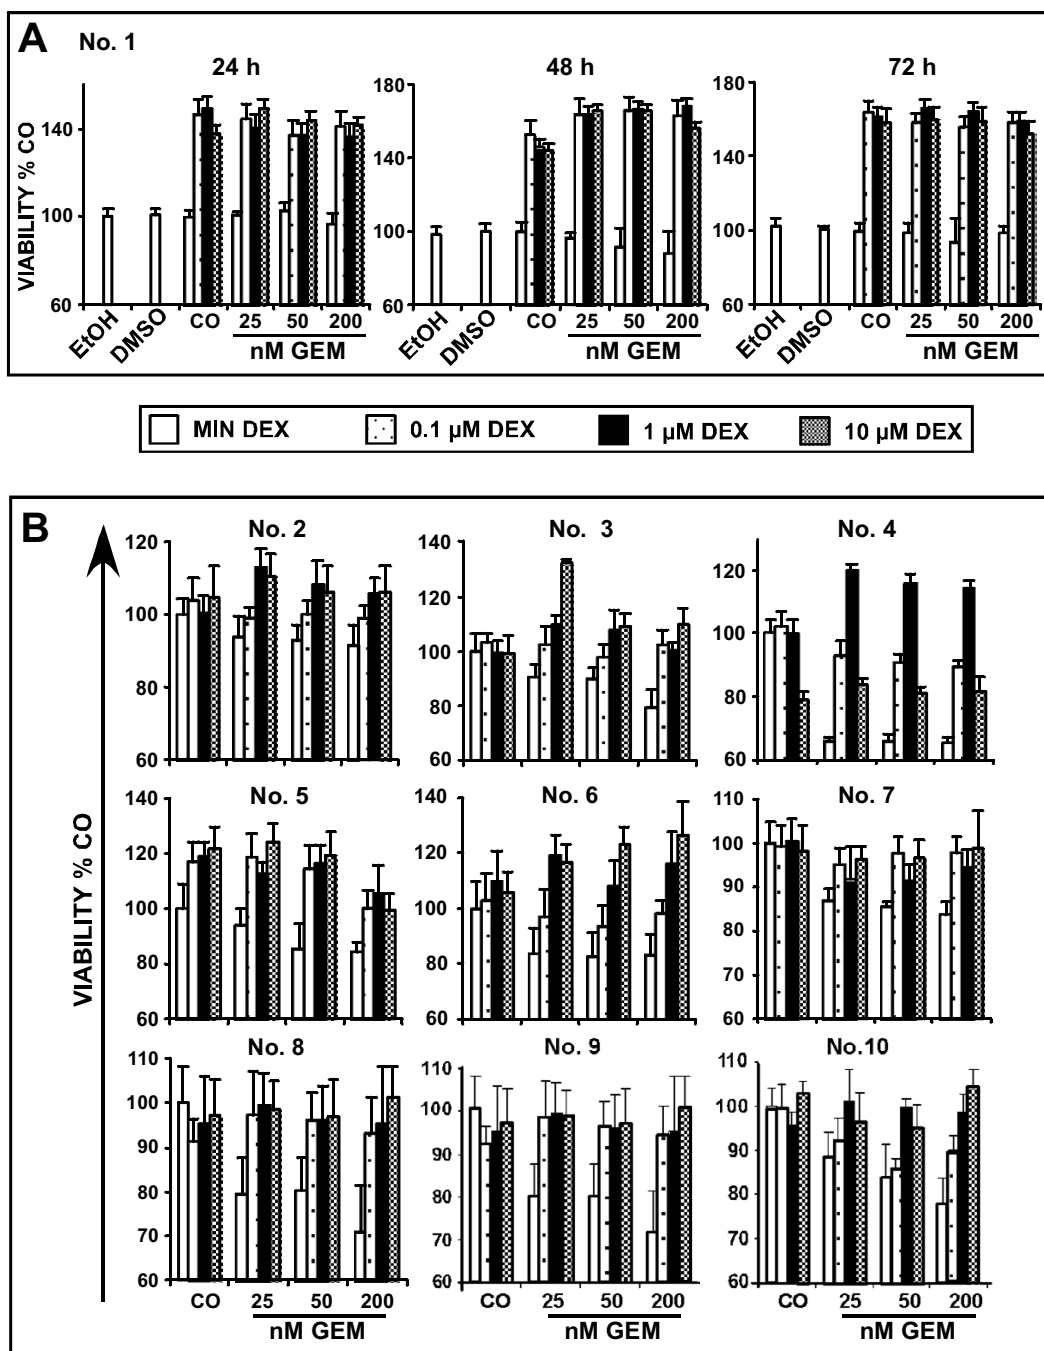 A No. 1
24 h 48 h 72 h
VIABILITY % CO
140
100
60
180
140
100
60
180
140
100
60
EtOH DMSO CO 25 50 200
nM GEM
EtOH DMSO CO 25 50 200
nM GEM
EtOH DMSO CO 25 50 200
nM GEM
MIN DEX 0.1 µM DEX 1 µM DEX 10 µM DEX
B
VIABILITY % CO
No. 2
120
100
80
60
No. 3
140
120
100
80
60
No. 4
120
100
80
60
No. 5
140
120
100
80
60
No. 6
140
120
100
80
60
No. 7
110
100
90
80
70
60
No. 8
110
100
90
80
70
60
No. 9
110
100
90
80
70
60
No.10
110
100
90
80
70
60
CO 25 50 200
nM GEM
CO 25 50 200
nM GEM
CO 25 50 200
nM GEM